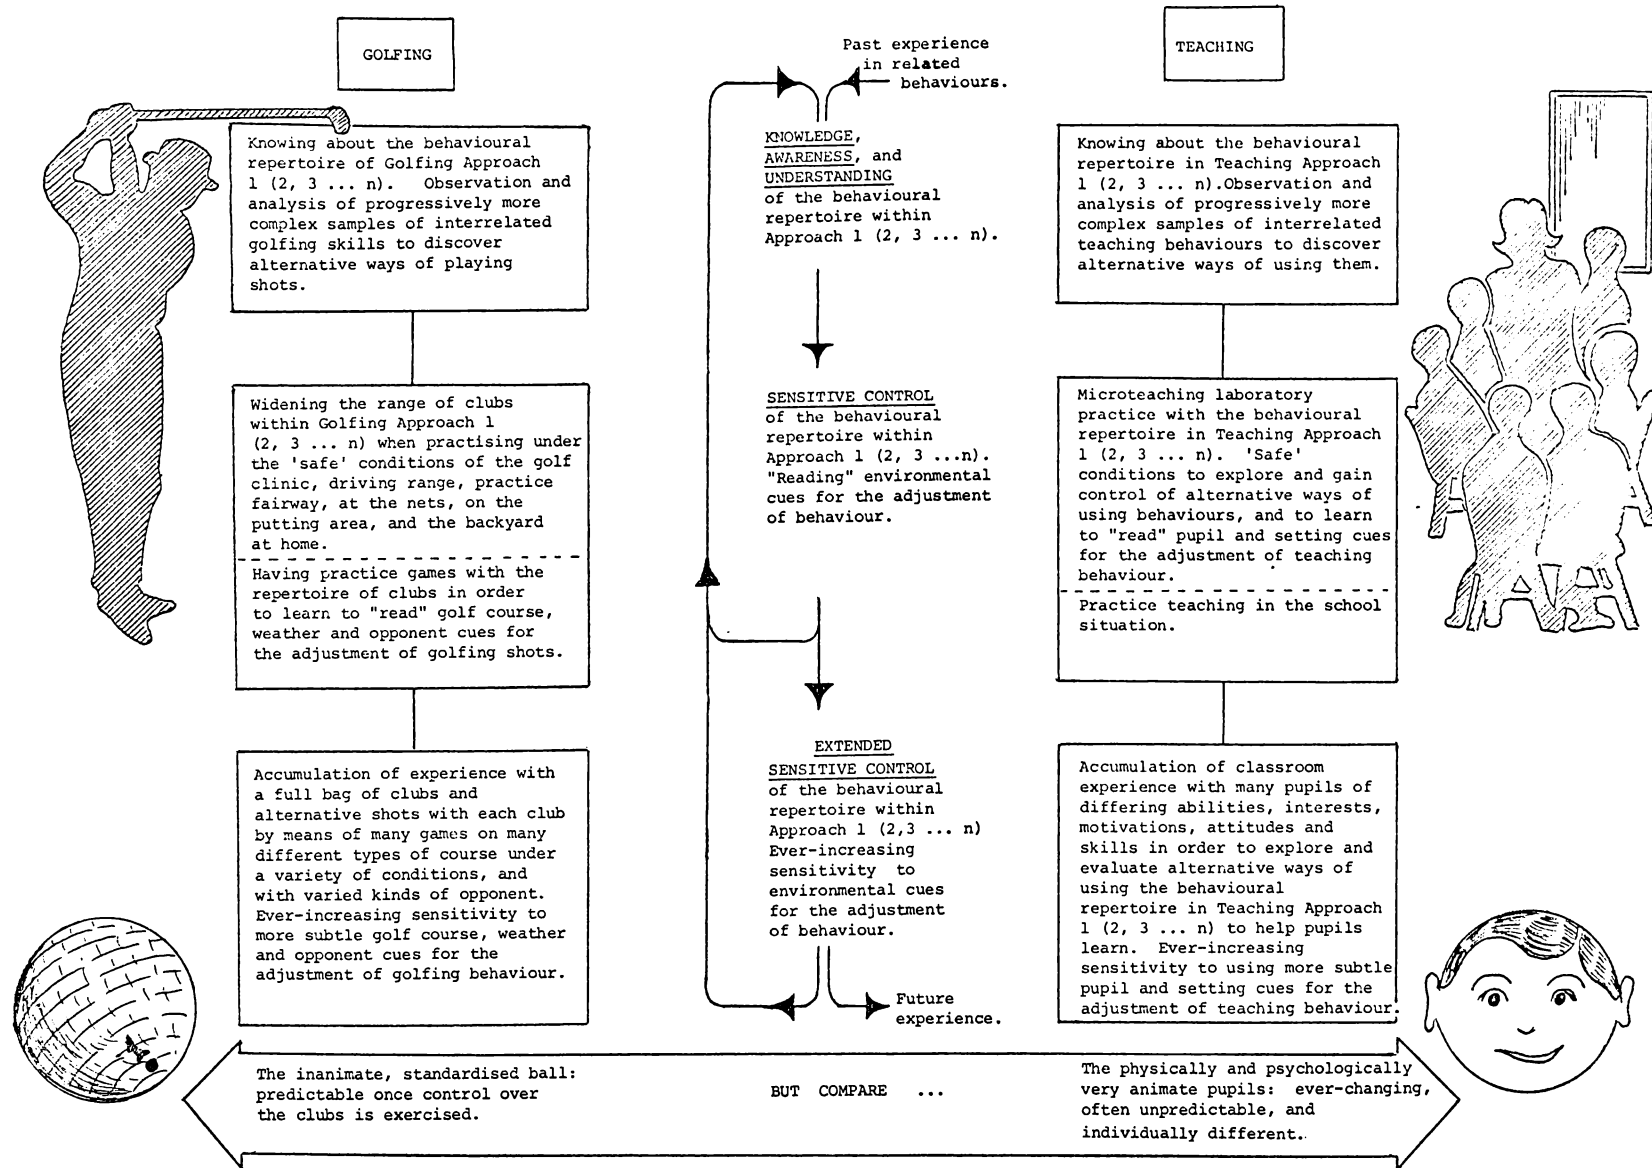 GOLFING
Knowing about the behavioural
repertoire of Golfing Approach
1 (2, 3 ... n).   Observation and
analysis of progressively more
complex samples of interrelated
golfing skills to discover
alternative ways of playing
shots.
Widening the range of clubs
within Golfing Approach 1
(2, 3 ... n) when practising under
the 'safe' conditions of the golf
clinic, driving range, practice
fairway, at the nets, on the
putting area, and the backyard
at home.
Having practice games with the
repertoire of clubs in order
to learn to "read" golf course,
weather and opponent cues for
the adjustment of golfing shots.
Accumulation of experience with
a full bag of clubs and
alternative shots with each club
by means of many games on many
different types of course under
a variety of conditions, and
with varied kinds of opponent.
Ever-increasing sensitivity to
more subtle golf course, weather
and opponent cues for the
adjustment of golfing behaviour.
Past experience
in related
behaviours.
KNOWLEDGE,
AWARENESS, and
UNDERSTANDING
of the behavioural
repertoire within
Approach 1 (2, 3 ... n).
SENSITIVE CONTROL
of the behavioural
repertoire within
Approach 1 (2, 3 ...n).
"Reading" environmental
cues for the adjustment
of behaviour.
EXTENDED
SENSITIVE CONTROL
of the behavioural
repertoire within
Approach 1 (2,3 ... n)
Ever-increasing
sensitivity  to
environmental cues
for the adjustment
of behaviour.
Future
experience.
TEACHING
Knowing about the behavioural
repertoire in Teaching Approach
1 (2, 3 ... n).Observation and
analysis of progressively more
complex samples of interrelated
teaching behaviours to discover
alternative ways of using them.
Microteaching laboratory
practice with the behavioural
repertoire in Teaching Approach
1 (2, 3 ... n).  'Safe'
conditions to explore and gain
control of alternative ways of
using behaviours, and to learn
to "read" pupil and setting cues
for the adjustment of teaching
behaviour.
Practice teaching in the school
situation.
Accumulation of classroom
experience with many pupils of
differing abilities, interests,
motivations, attitudes and
skills in order to explore and
evaluate alternative ways of
using the behavioural
repertoire in Teaching Approach
1 (2, 3 ... n) to help pupils
learn.  Ever-increasing
sensitivity to using more subtle
pupil and setting cues for the
adjustment of teaching behaviour.
The inanimate, standardised ball:
predictable once control over
the clubs is exercised.
BUT  COMPARE  ...
The physically and psychologically
very animate pupils:  ever-changing,
often unpredictable, and
individually different.